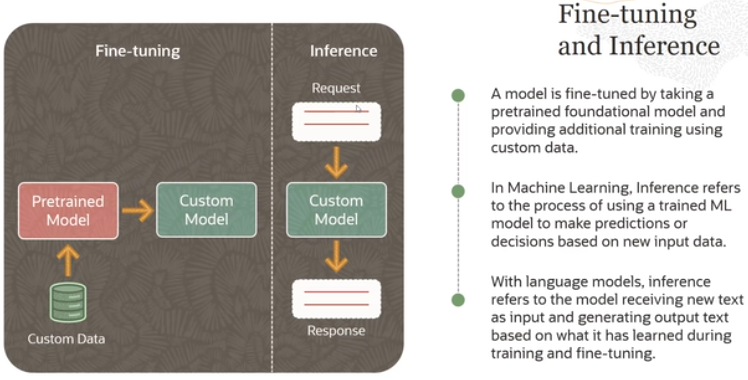 Fine-tuning
Inference
Request
Pretrained
Model
Custom
Model
Custom
Model
Custom Data
Response
Fine-tuning
and Inference
A model is fine-tuned by taking a
pretrained foundational model and
providing additional training using
custom data.
In Machine Learning, Inference refers
to the process of using a trained ML
model to make predictions or
decisions based on new input data.
With language models, inference
refers to the model receiving new text
as input and generating output text
based on what it has learned during
training and fine-tuning.